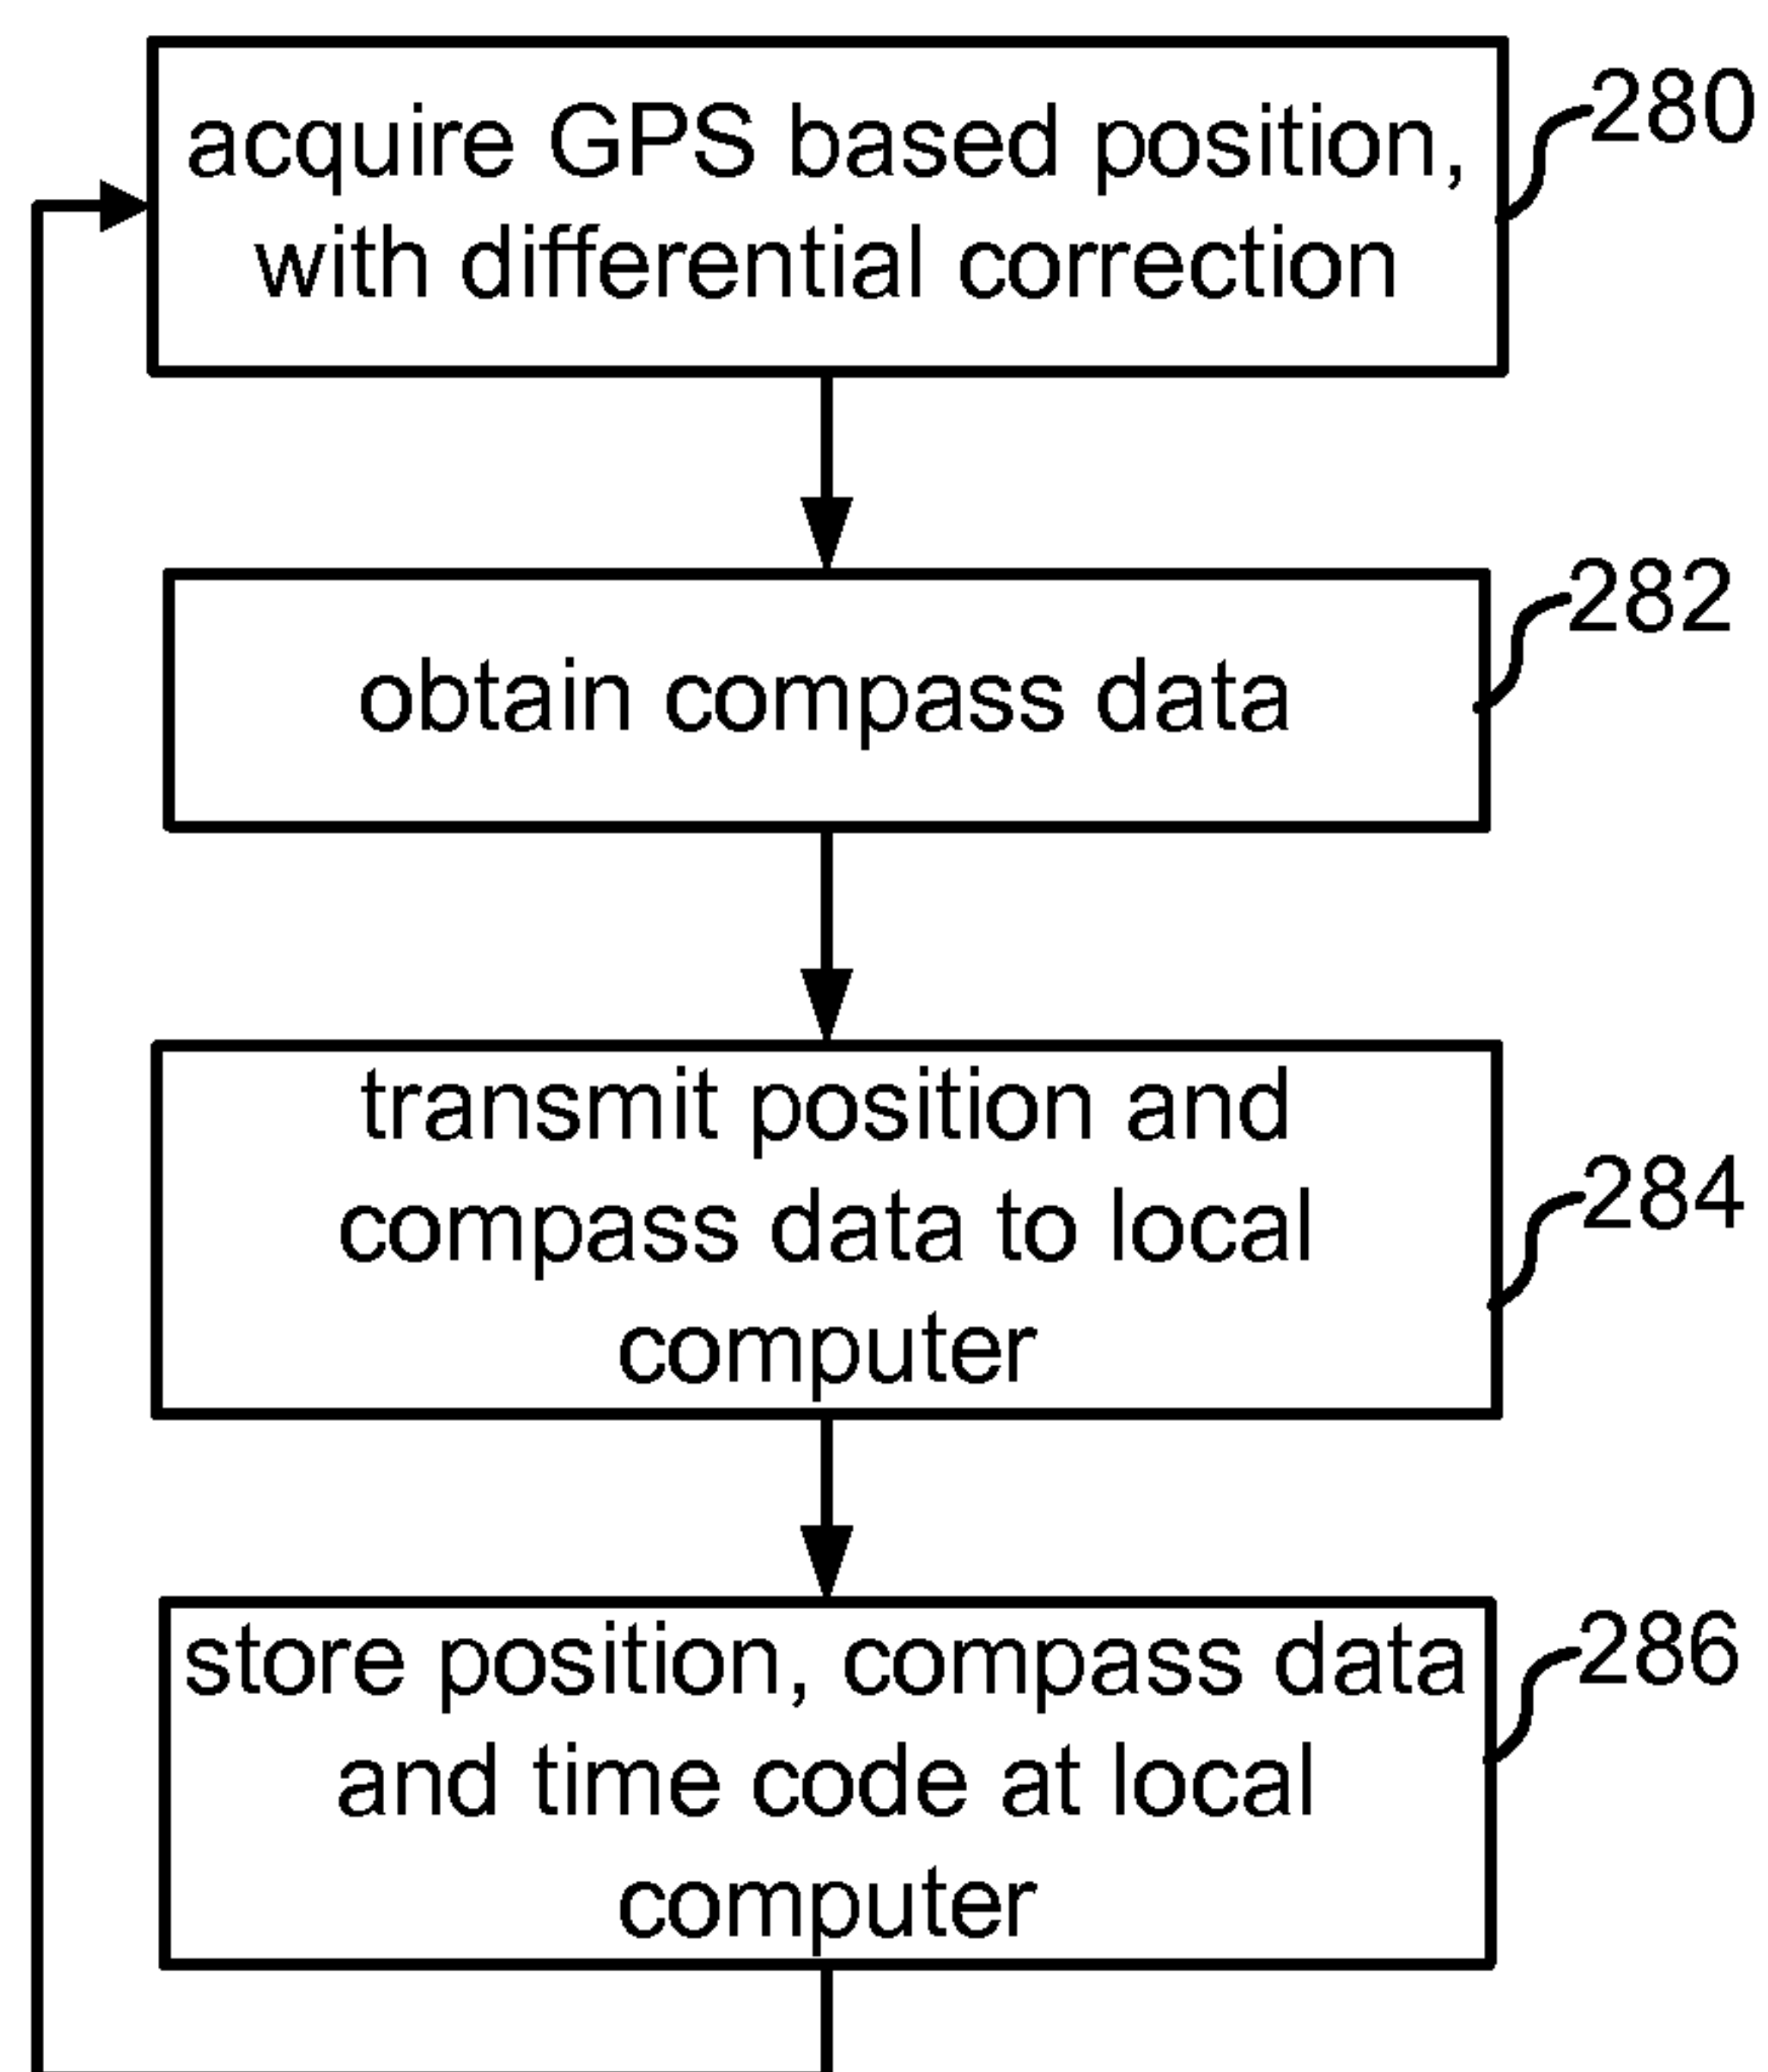 acquire GPS based position,
with differential correction
280
obtain compass data
282
transmit position and
compass data to local
computer
284
store position, compass data
and time code at local
computer
286